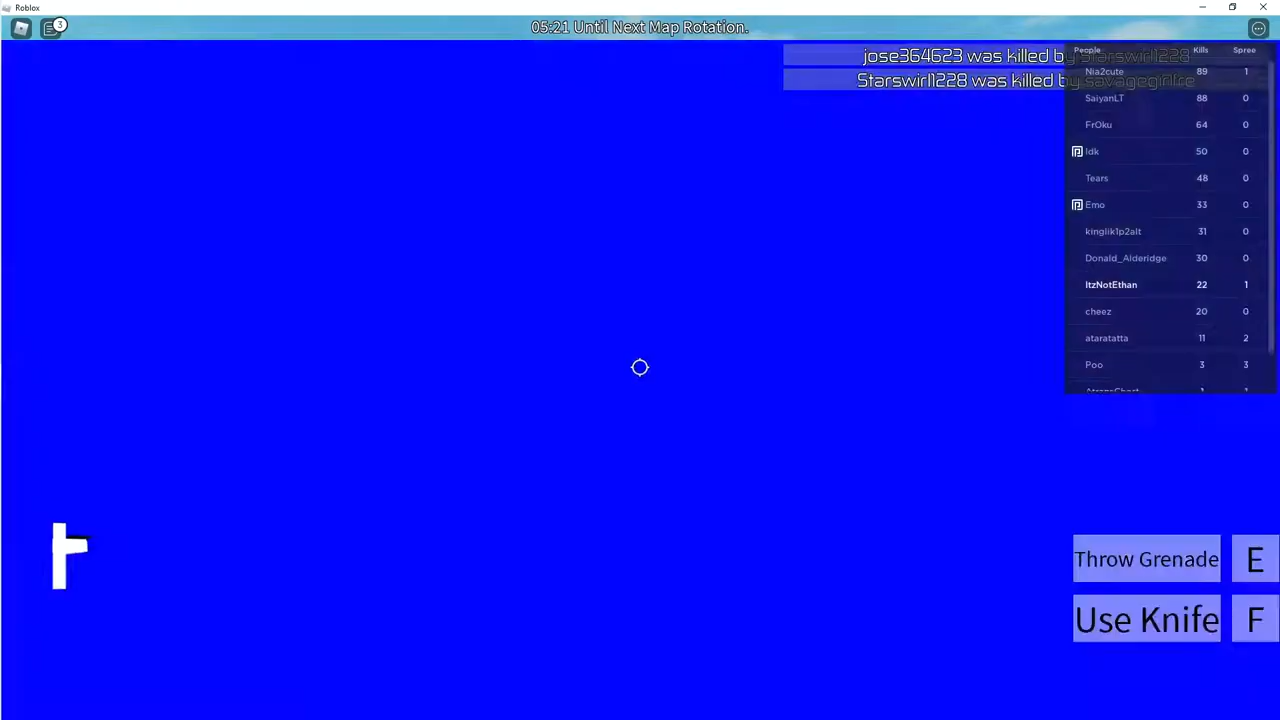 Roblox
3
05:21 Until Next Map Rotation.
jose364623 was killed by Starswirl1228
Starswirl1228 was killed by savagegirlfre
People Kills Spree
Nia2cute 89 1
SaiyanLT 88 0
FrOku 64 0
Idk 50 0
Tears 48 0
Emo 33 0
kinglik1p2alt 31 0
Donald_Alderidge 30 0
ItzNotEthan 22 1
cheez 20 0
ataratatta 11 2
Poo 3 3
Throw Grenade E
Use Knife F